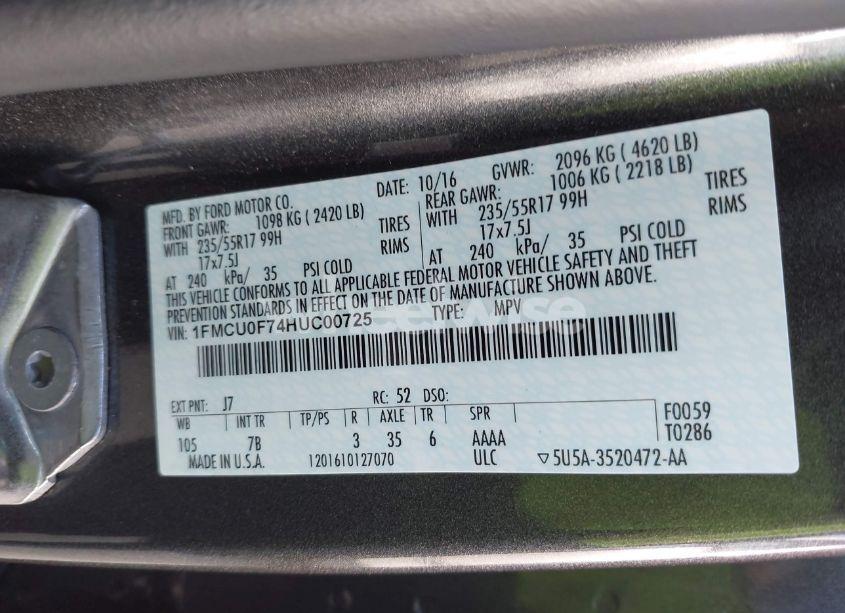 MFD. BY FORD MOTOR CO. DATE: 10/16 GVWR: 2096 KG ( 4620 LB)
FRONT GAWR: 1098 KG ( 2420 LB) REAR GAWR: 1006 KG ( 2218 LB)
WITH 235/55R17 99H TIRES WITH 235/55R17 99H TIRES
17x7.5J RIMS 17x7.5J RIMS
AT 240 kPa/ 35 PSI COLD AT 240 kPa/ 35 PSI COLD
THIS VEHICLE CONFORMS TO ALL APPLICABLE FEDERAL MOTOR VEHICLE SAFETY AND THEFT
PREVENTION STANDARDS IN EFFECT ON THE DATE OF MANUFACTURE SHOWN ABOVE.
VIN: 1FMCU0F74HUC00725 TYPE: MPV
EXT PNT: J7 RC: 52 DSO:
WB INT TR TP/PS R AXLE TR SPR F0059
105 7B 3 35 6 AAAA T0286
MADE IN U.S.A. 1201610127070 ULC ▽5U5A-3520472-AA